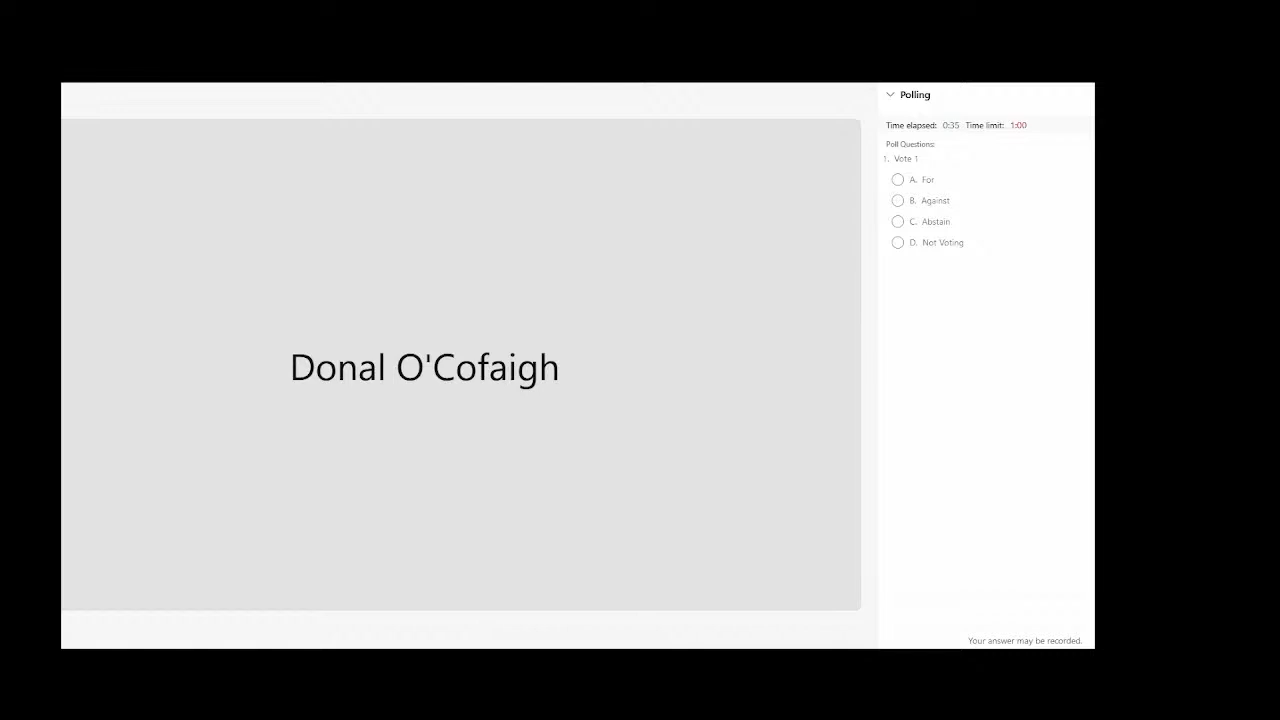 Donal O'Cofaigh
Polling
Time elapsed: 0:35 Time limit: 1:00
Poll Questions:
1. Vote 1
A. For
B. Against
C. Abstain
D. Not Voting
Your answer may be recorded.